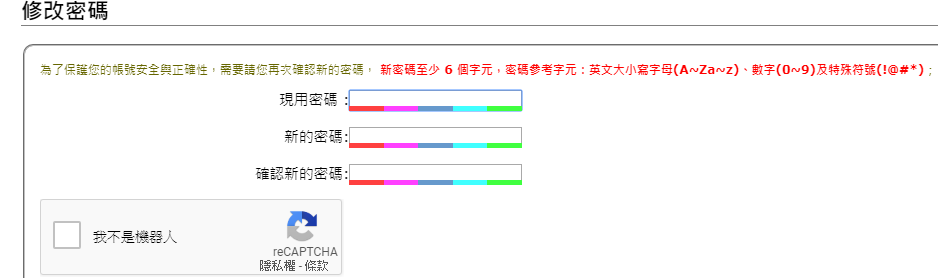 修改密碼
為了保護您的帳號安全與正確性，需要請您再次確認新的密碼， 新密碼至少 6 個字元，密碼參考字元：英文大小寫字母(A~Za~z)、數字(0~9)及特殊符號(!@#*)；
現用密碼：
新的密碼:
確認新的密碼:
我不是機器人
reCAPTCHA
隱私權 - 條款